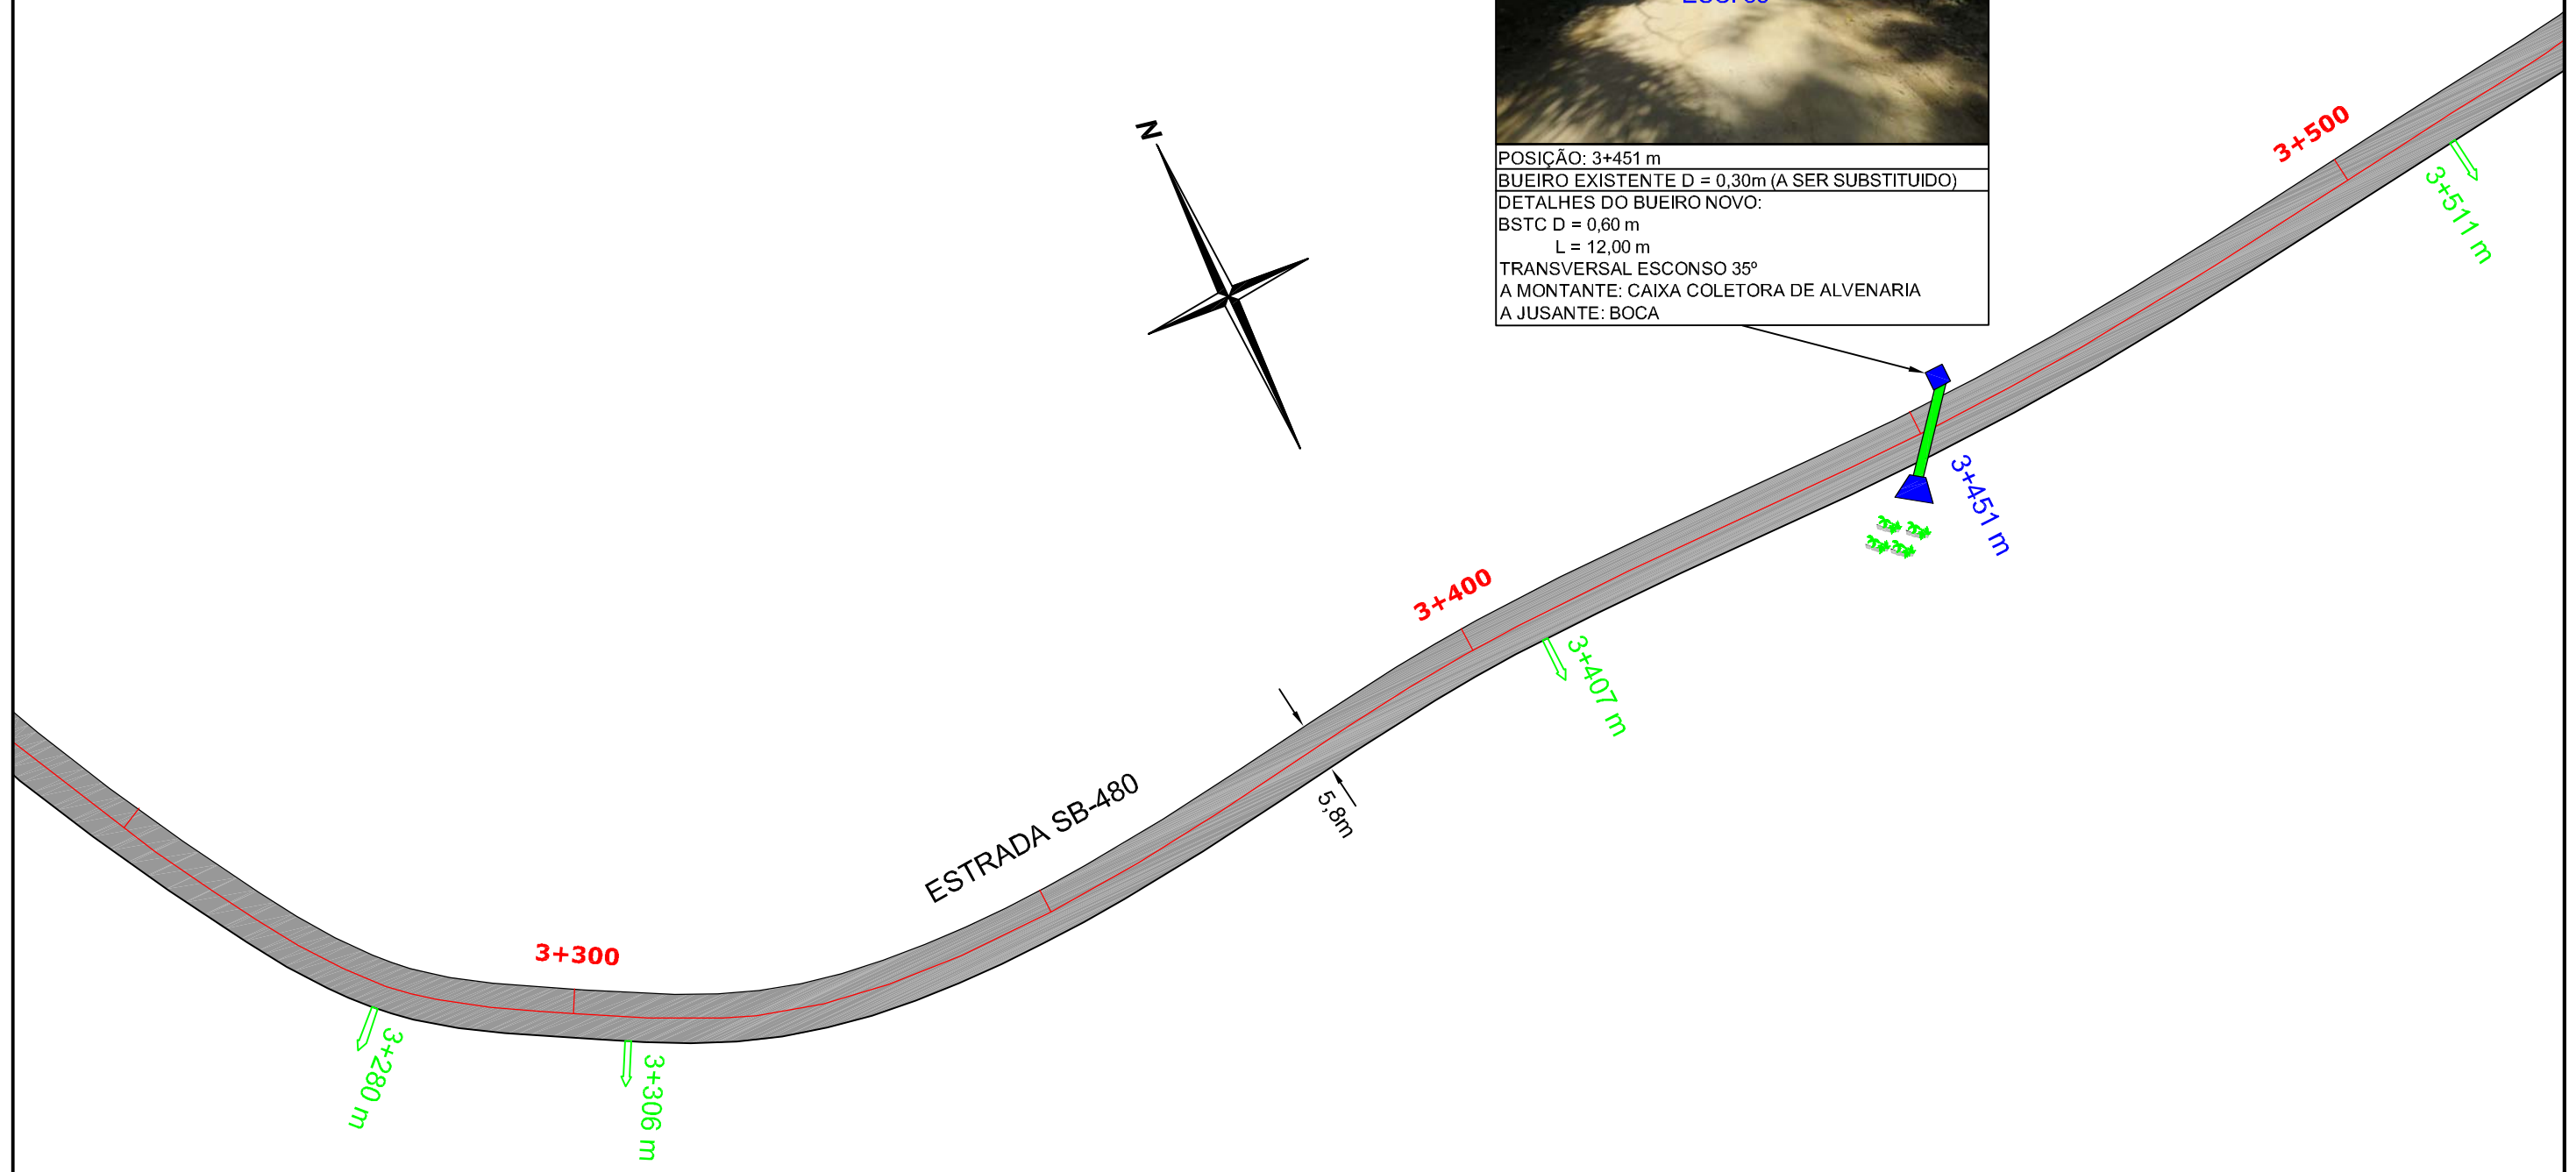 N
POSIÇÃO: 3+451 m
BUEIRO EXISTENTE D = 0,30m (A SER SUBSTITUIDO)
DETALHES DO BUEIRO NOVO:
BSTC D = 0,60 m
L = 12,00 m
TRANSVERSAL ESCONSO 35º
A MONTANTE: CAIXA COLETORA DE ALVENARIA
A JUSANTE: BOCA
3+500
3+511 m
3+451 m
3+400
3+407 m
5,8m
ESTRADA SB-480
3+300
3+280 m
3+306 m